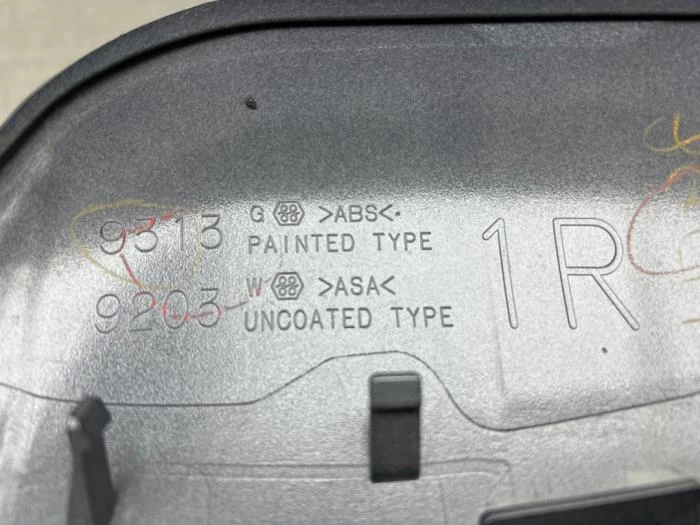 9313 G >ABS<.
PAINTED TYPE
9203 W >ASA<
UNCOATED TYPE
1R